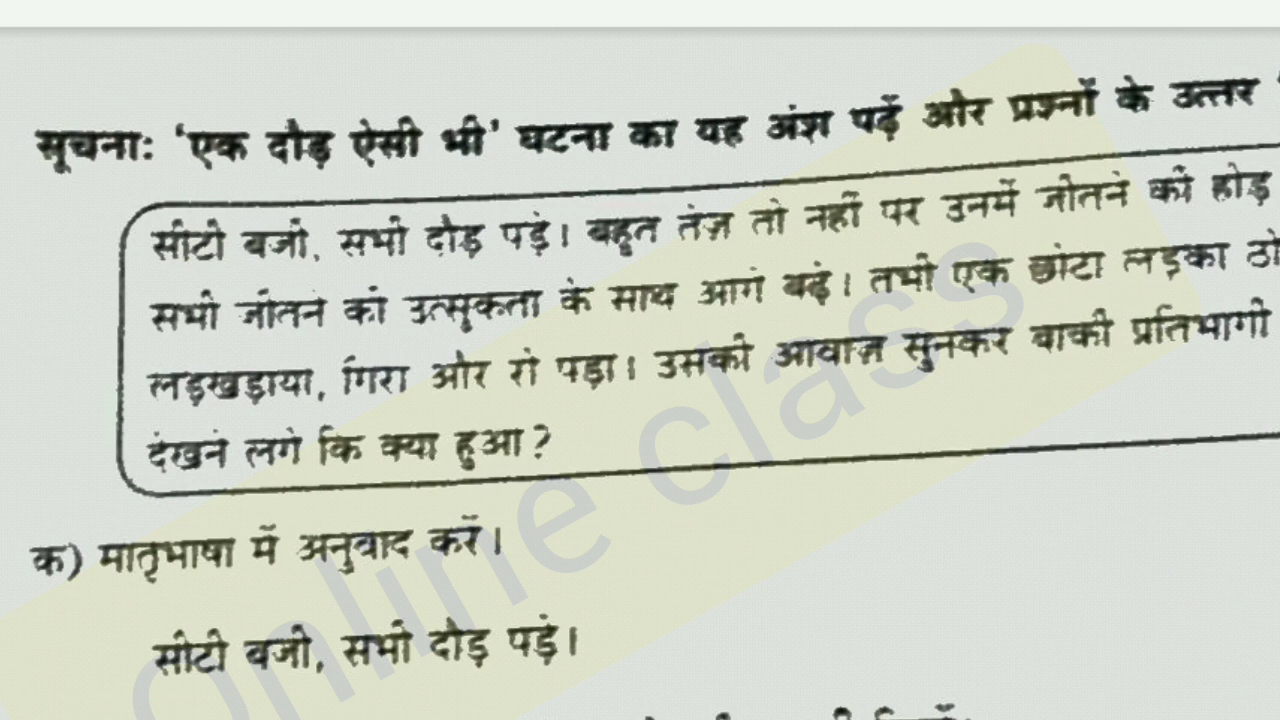 सूचना: 'एक दौड़ ऐसी भी' घटना का यह अंश पढ़ें और प्रश्नों के उत्तर
सीटी बजी, सभी दौड़ पड़े। बहुत तेज़ तो नहीं पर उनमें जीतने की होड़
सभी जीतने की उत्सुकता के साथ आगे बढ़े। तभी एक छोटा लड़का ठो
लड़खड़ाया, गिरा और रो पड़ा। उसकी आवाज़ सुनकर बाकी प्रतिभागी
देखने लगे कि क्या हुआ?
क) मातृभाषा में अनुवाद करें।
सीटी बजी, सभी दौड़ पड़े।
online class